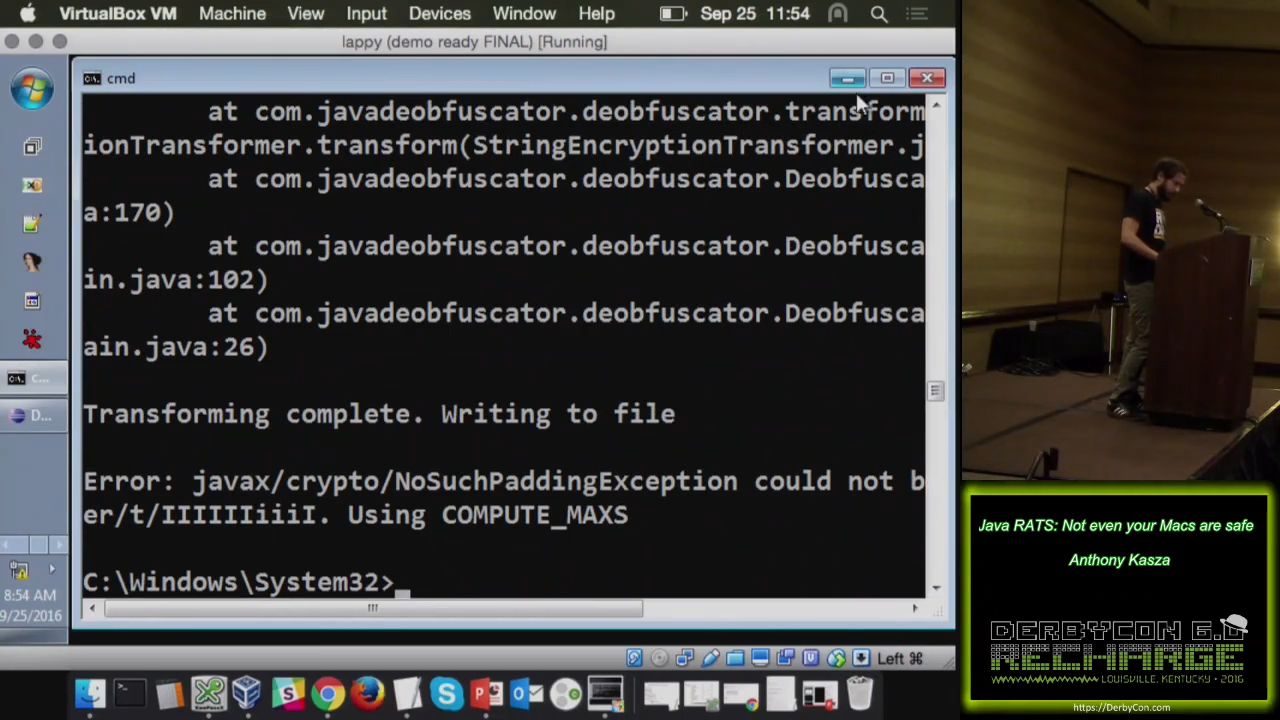 VirtualBox VM Machine View Input Devices Window Help Sep 25 11:54
lappy (demo ready FINAL) [Running]
cmd
at com.javadeobfuscator.deobfuscator.transform
ionTransformer.transform(StringEncryptionTransformer.j
at com.javadeobfuscator.deobfuscator.Deobfusca
a:170)
at com.javadeobfuscator.deobfuscator.Deobfusca
in.java:102)
at com.javadeobfuscator.deobfuscator.Deobfusca
ain.java:26)
Transforming complete. Writing to file
Error: javax/crypto/NoSuchPaddingException could not b
er/t/IIIIIIiiiI. Using COMPUTE_MAXS
C:\Windows\System32>
C...
D...
8:54 AM
9/25/2016
Left ⌘
Java RATS: Not even your Macs are safe
Anthony Kasza
DERBYCON 6.0
RECHARGE
LOUISVILLE, KENTUCKY • 2016
https://DerbyCon.com